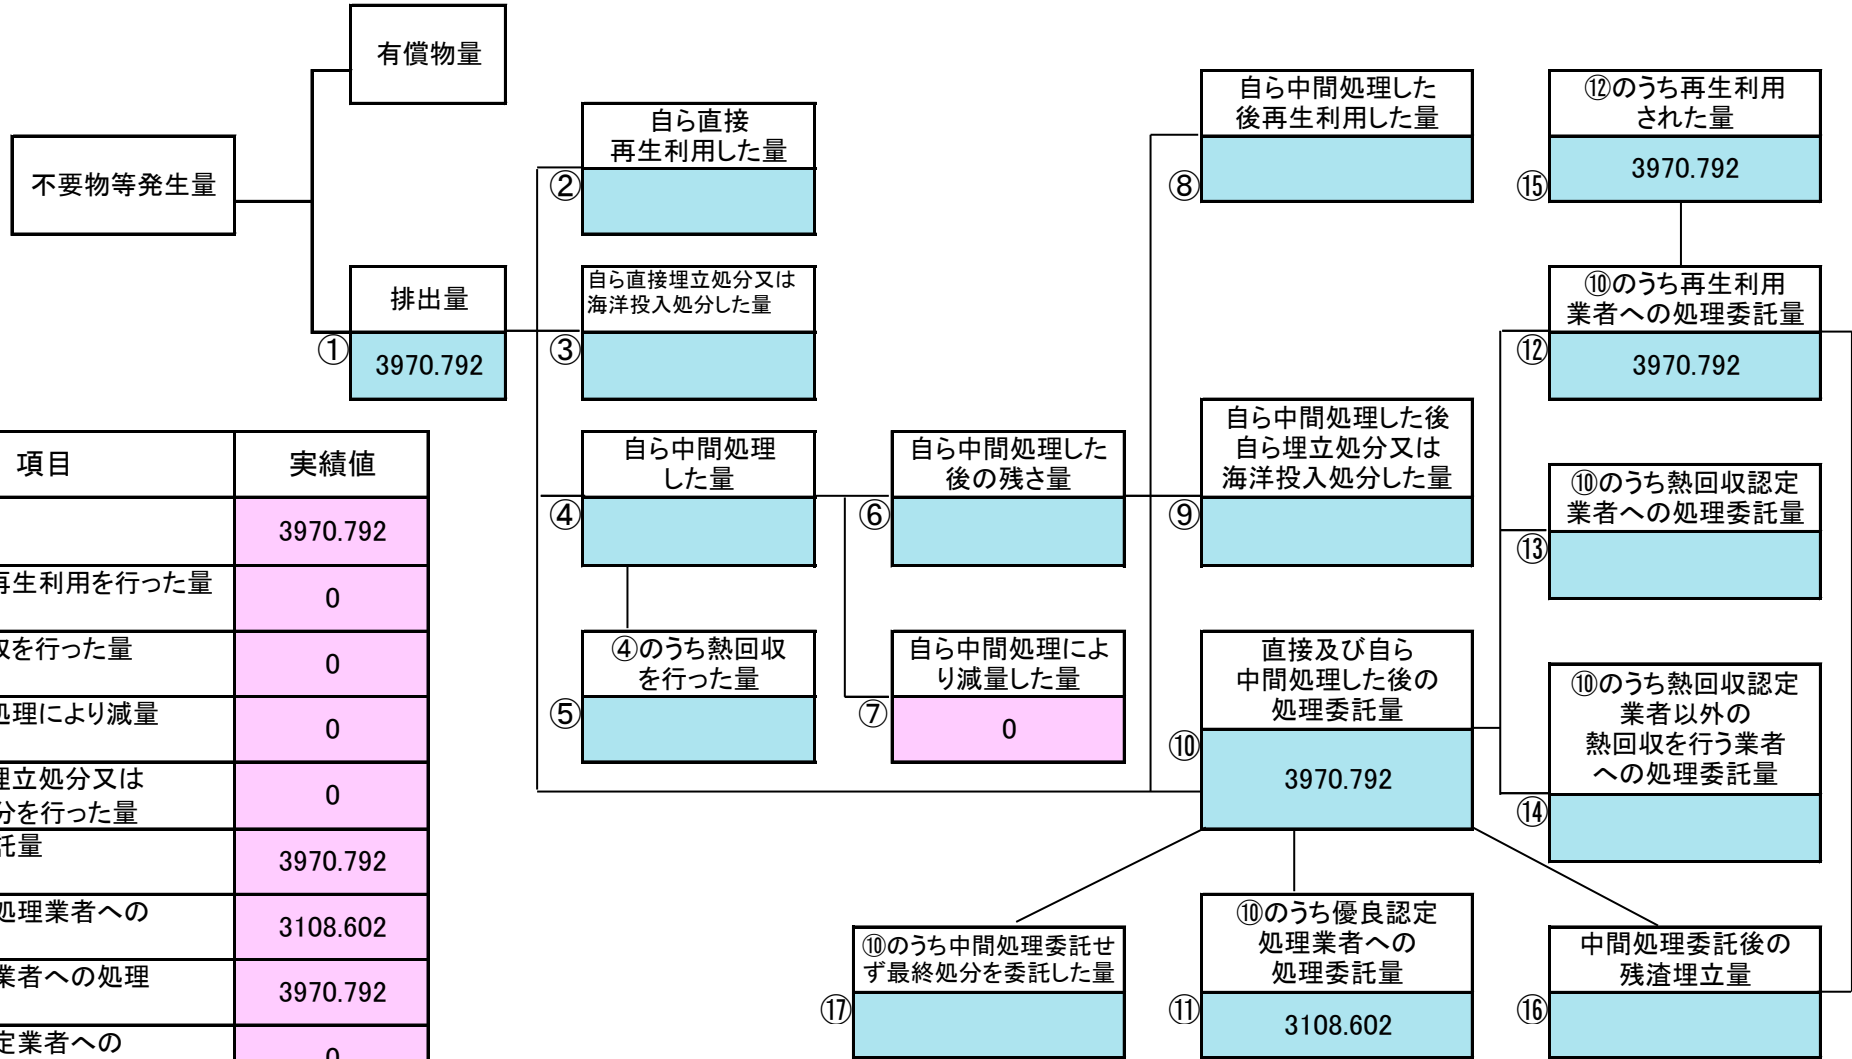 有償物量
不要物等発生量
排出量
①
3970.792
自ら直接
再生利用した量
②
自ら直接埋立処分又は
海洋投入処分した量
③
自ら中間処理
した量
④
④のうち熱回収
を行った量
⑤
自ら中間処理した
後の残さ量
⑥
自ら中間処理によ
り減量した量
⑦
0
自ら中間処理した
後再生利用した量
⑧
自ら中間処理した後
自ら埋立処分又は
海洋投入処分した量
⑨
直接及び自ら
中間処理した後の
処理委託量
⑩
3970.792
⑫のうち再生利用
された量
⑮
3970.792
⑩のうち再生利用
業者への処理委託量
⑫
3970.792
⑩のうち熱回収認定
業者への処理委託量
⑬
⑩のうち熱回収認定
業者以外の
熱回収を行う業者
への処理委託量
⑭
⑩のうち中間処理委託せ
ず最終処分を委託した量
⑰
⑩のうち優良認定
処理業者への
処理委託量
⑪
3108.602
中間処理委託後の
残渣埋立量
⑯
項目 実績値
3970.792
再生利用を行った量 0
を行った量 0
処理により減量 0
埋立処分又は
分を行った量 0
託量 3970.792
処理業者への 3108.602
業者への処理 3970.792
定業者への